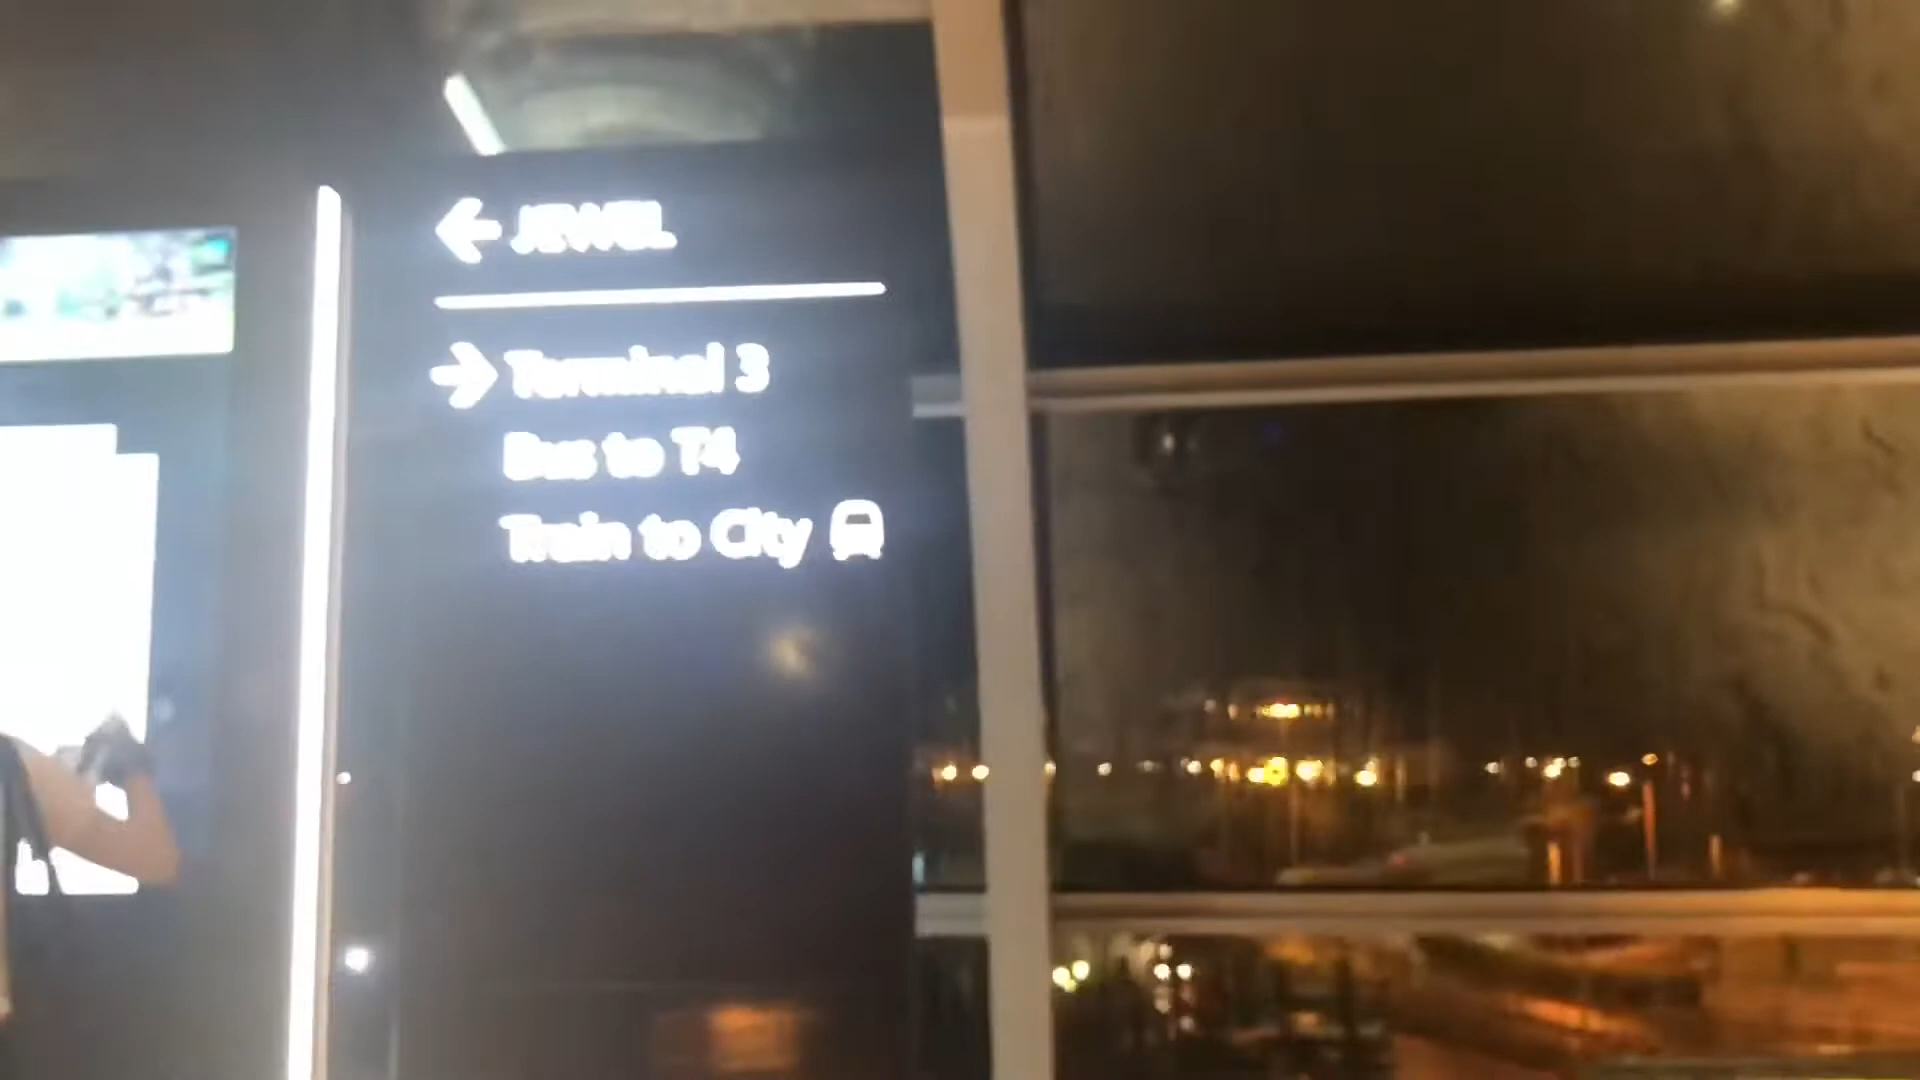 ← JEWEL
→ Terminal 3
Bus to T4
Train to City